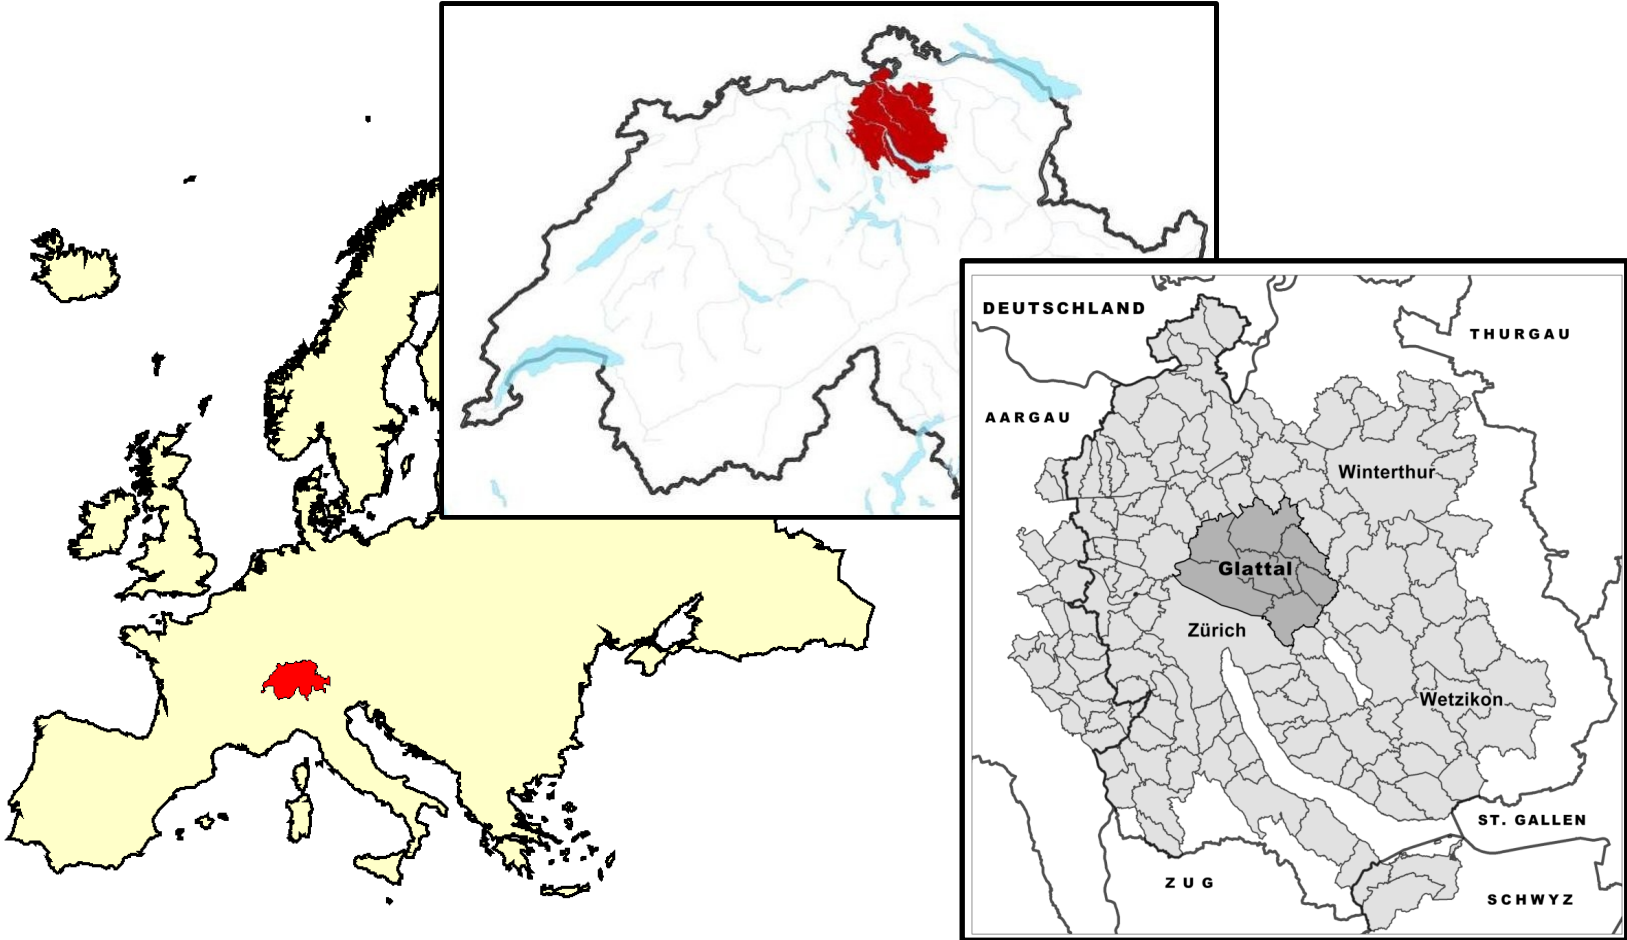 DEUTSCHLAND
THURGAU
AARGAU
Winterthur
Glattal
Zürich
Wetzikon
ST. GALLEN
ZUG
SCHWYZ